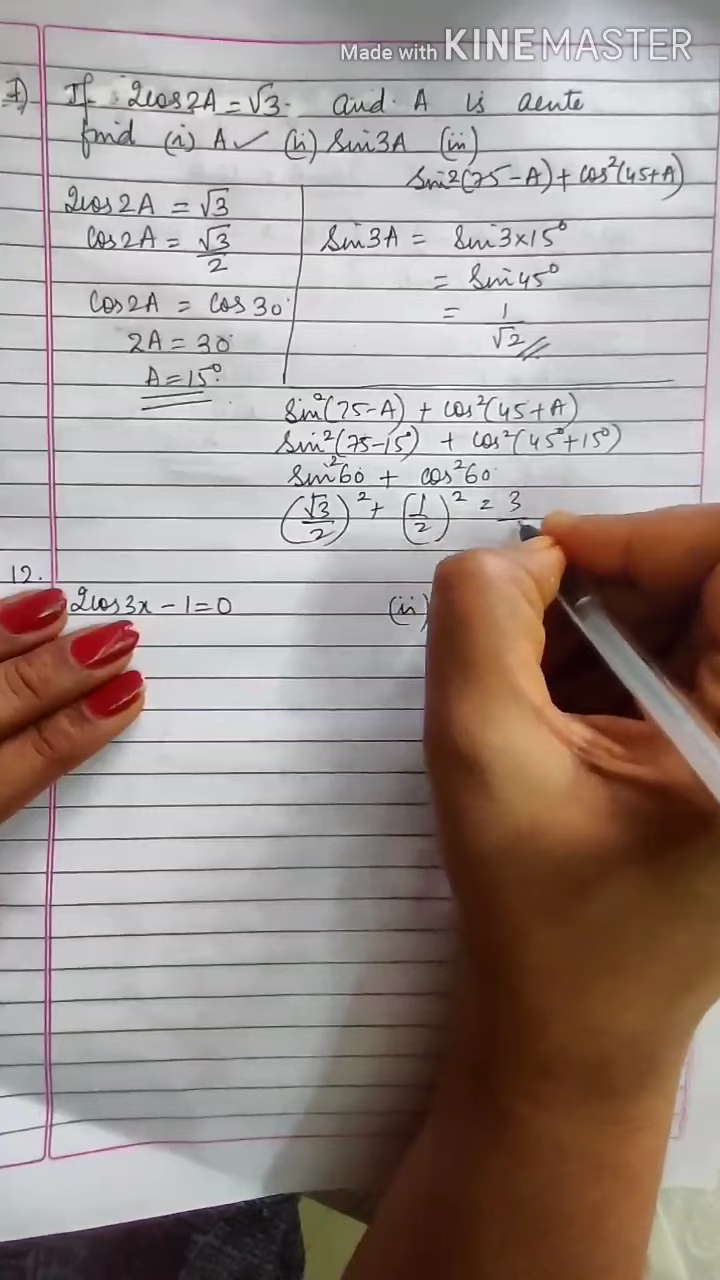 Made with KINEMASTER
7) If 2cos2A = √3. and A is acute
find (i) A ✓ (ii) Sin3A (iii)
sin²(75-A) + cos²(45+A)
2cos2A = √3
cos2A = √3/2
cos2A = cos30°
2A = 30°
A = 15°
Sin3A = Sin3×15°
= Sin45°
= 1/√2
Sin²(75-A) + cos²(45+A)
Sin²(75-15°) + cos²(45°+15°)
Sin²60 + cos²60
(√3/2)² + (1/2)² = 3
12.
2cos3x - 1 = 0 (ii)